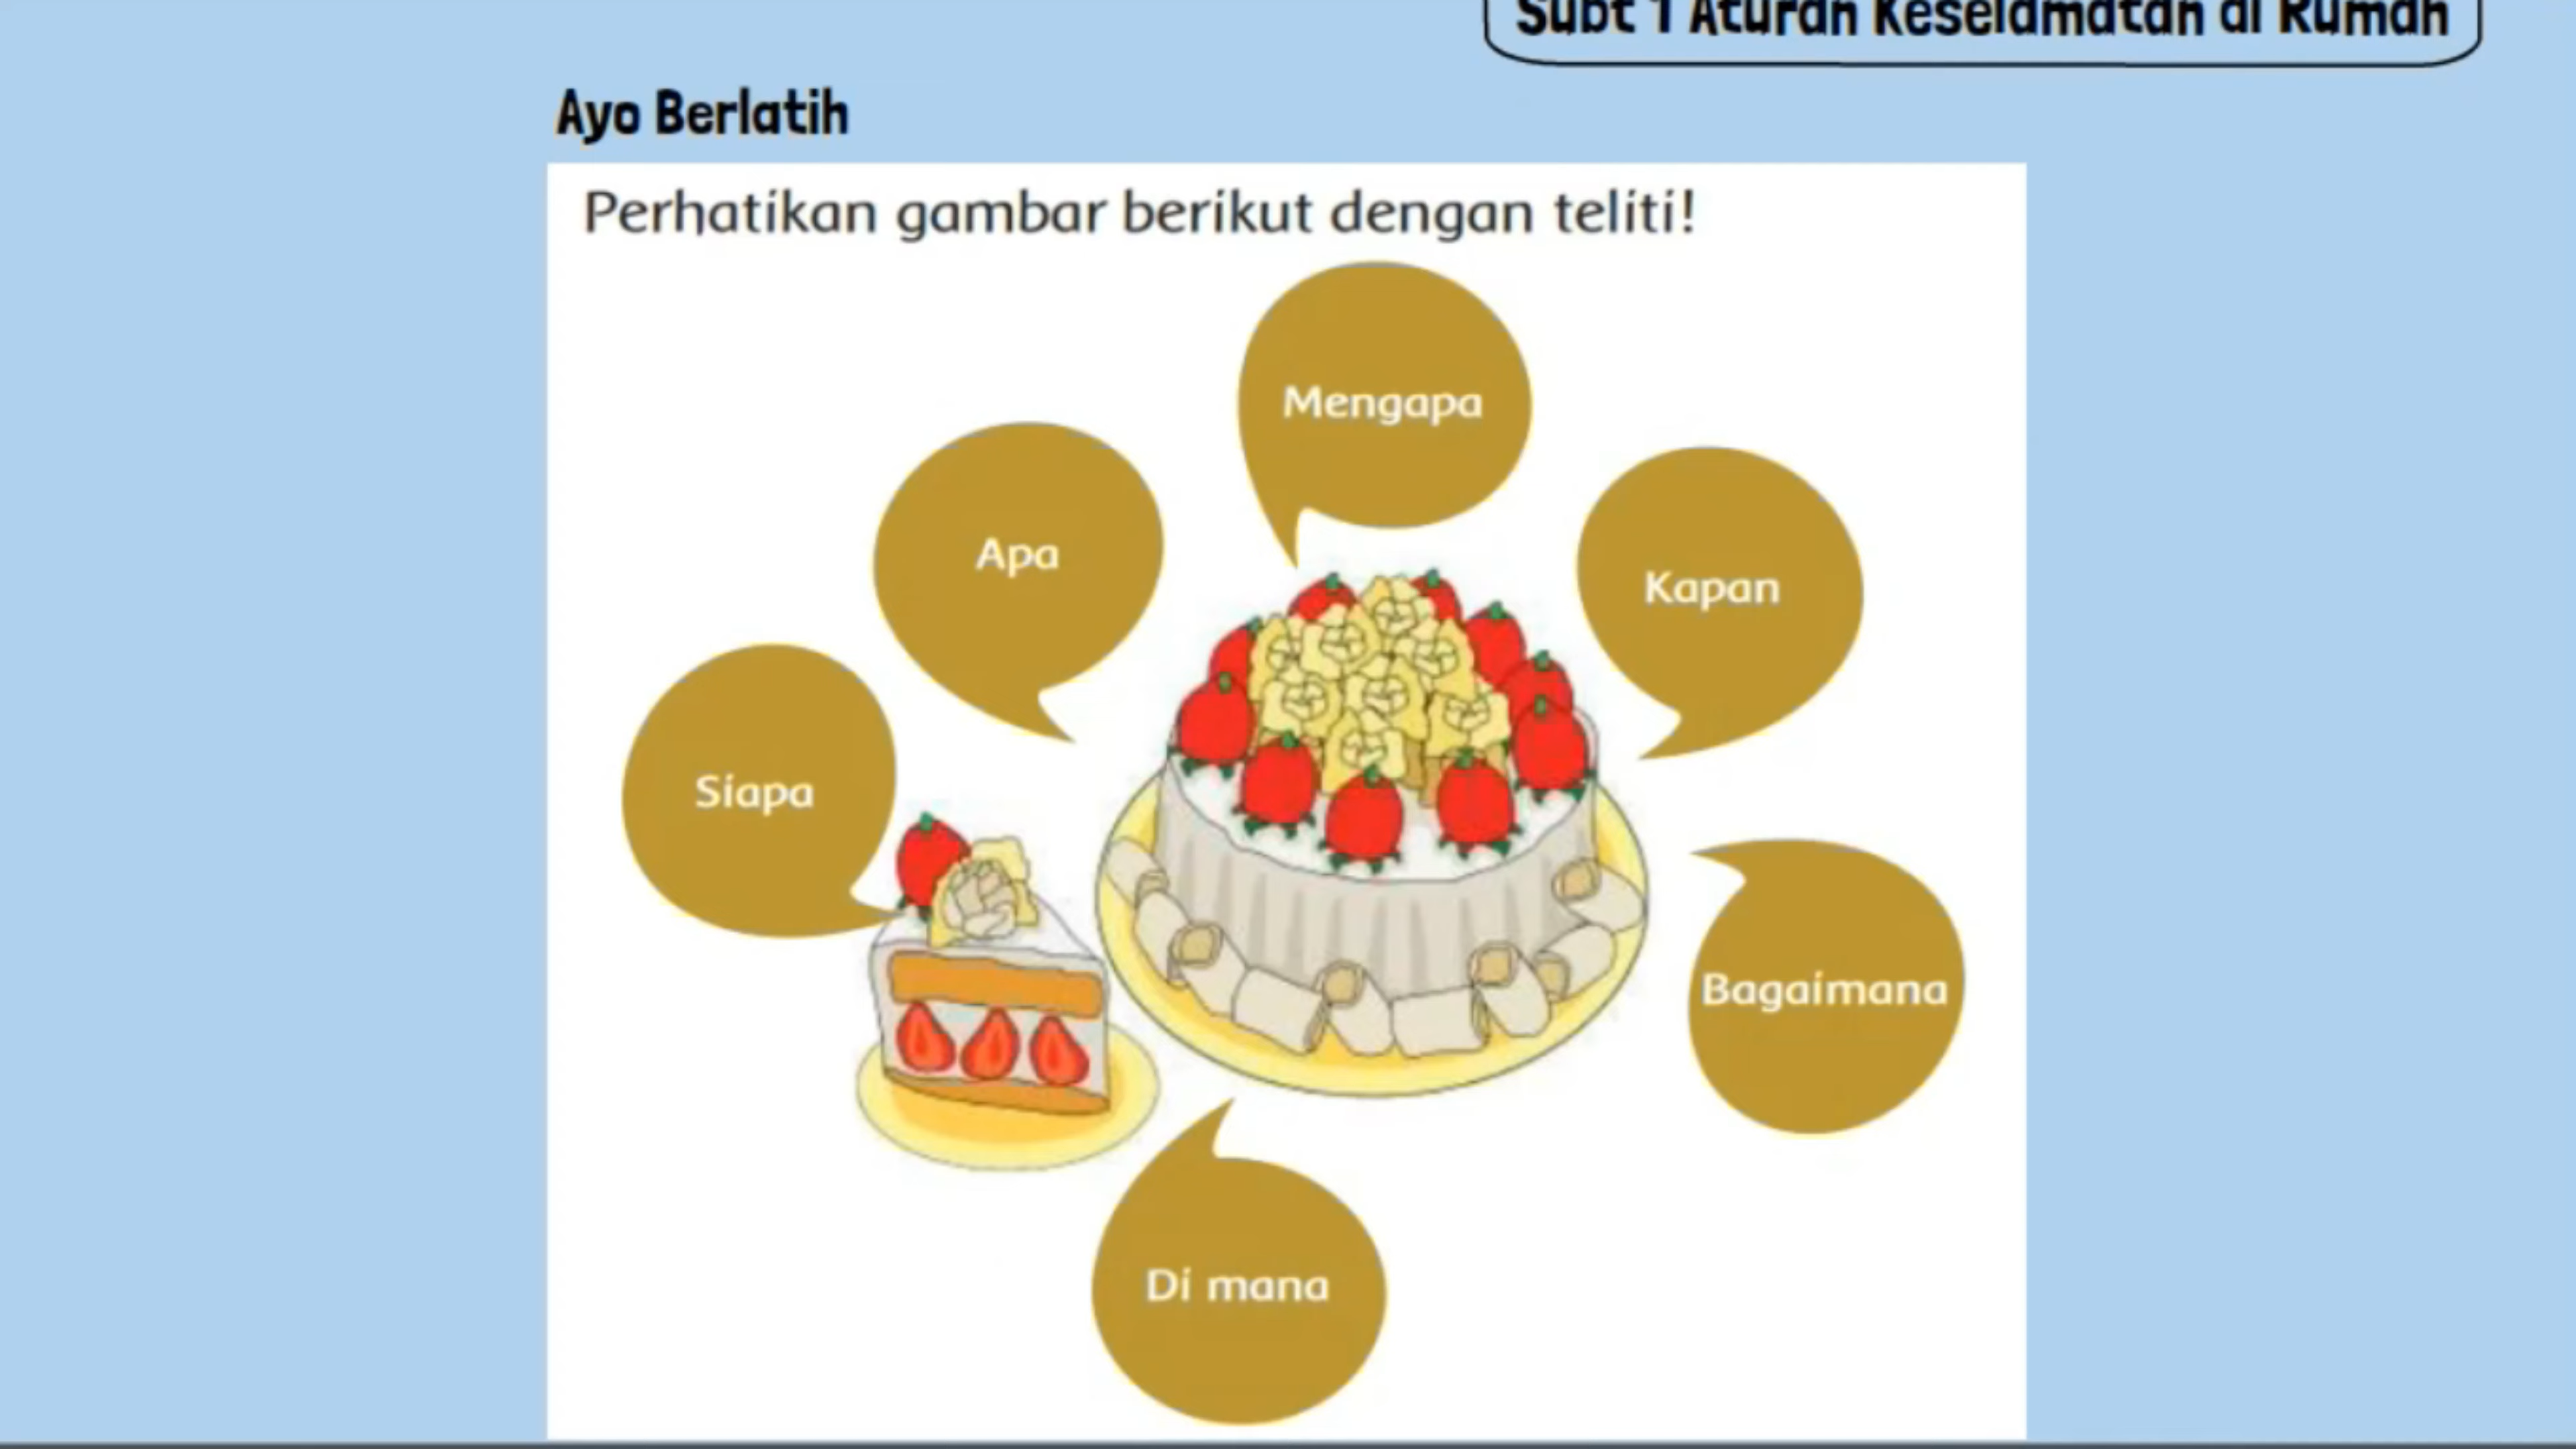 Subt 1 Aturan Keselamatan di Rumah
Ayo Berlatih
Perhatikan gambar berikut dengan teliti!
Mengapa
Apa
Kapan
Siapa
Bagaimana
Di mana